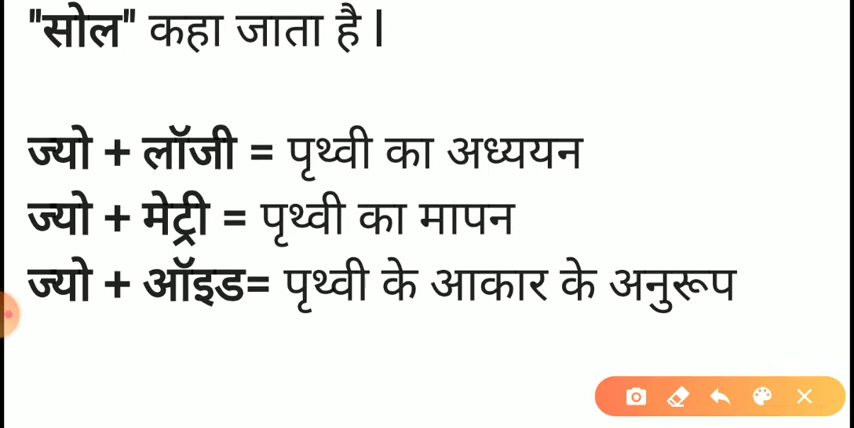 "सोल" कहा जाता है।
ज्यो + लॉजी = पृथ्वी का अध्ययन
ज्यो + मेट्री = पृथ्वी का मापन
ज्यो + ऑइड= पृथ्वी के आकार के अनुरूप